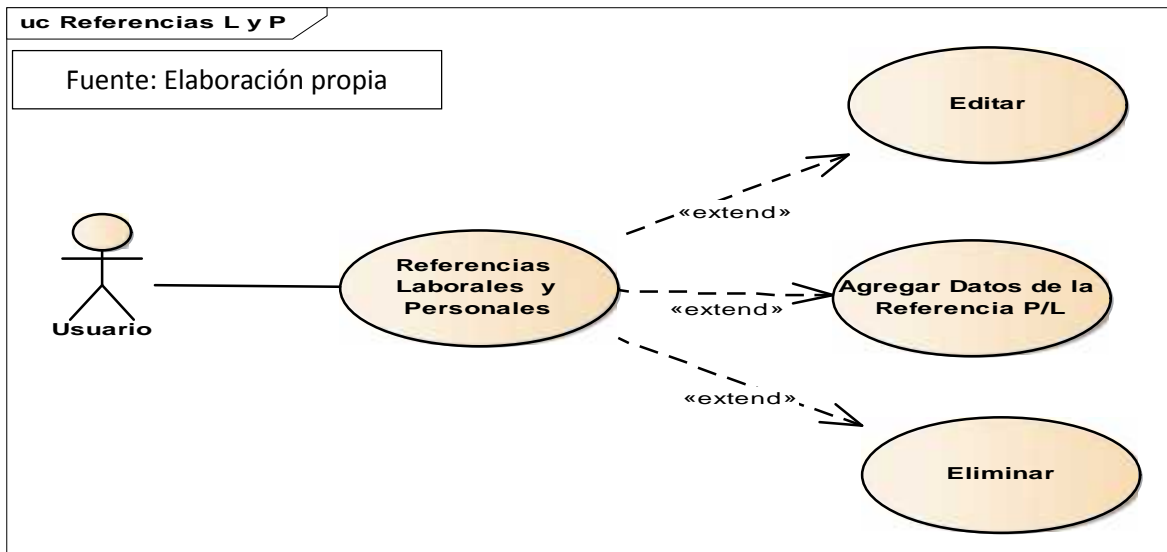 uc Referencias L y P
Fuente: Elaboración propia
Editar
«extend»
Usuario
Referencias
Laborales y
Personales
«extend»
Agregar Datos de la
Referencia P/L
«extend»
Eliminar